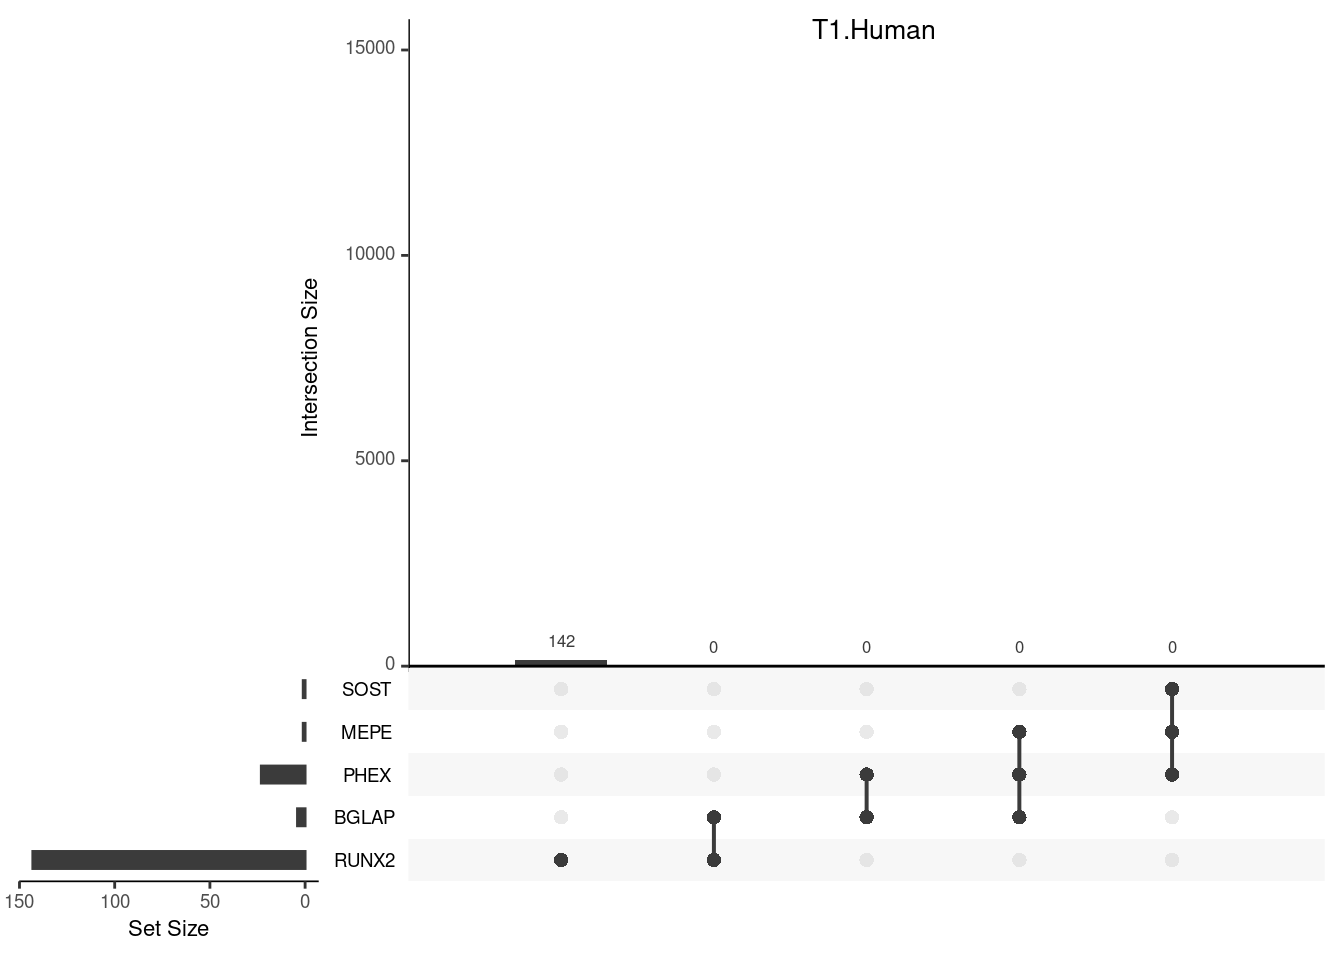 T1.Human
15000
10000
5000
0
Intersection Size
142
0
0
0
0
SOST
MEPE
PHEX
BGLAP
RUNX2
150
100
50
0
Set Size